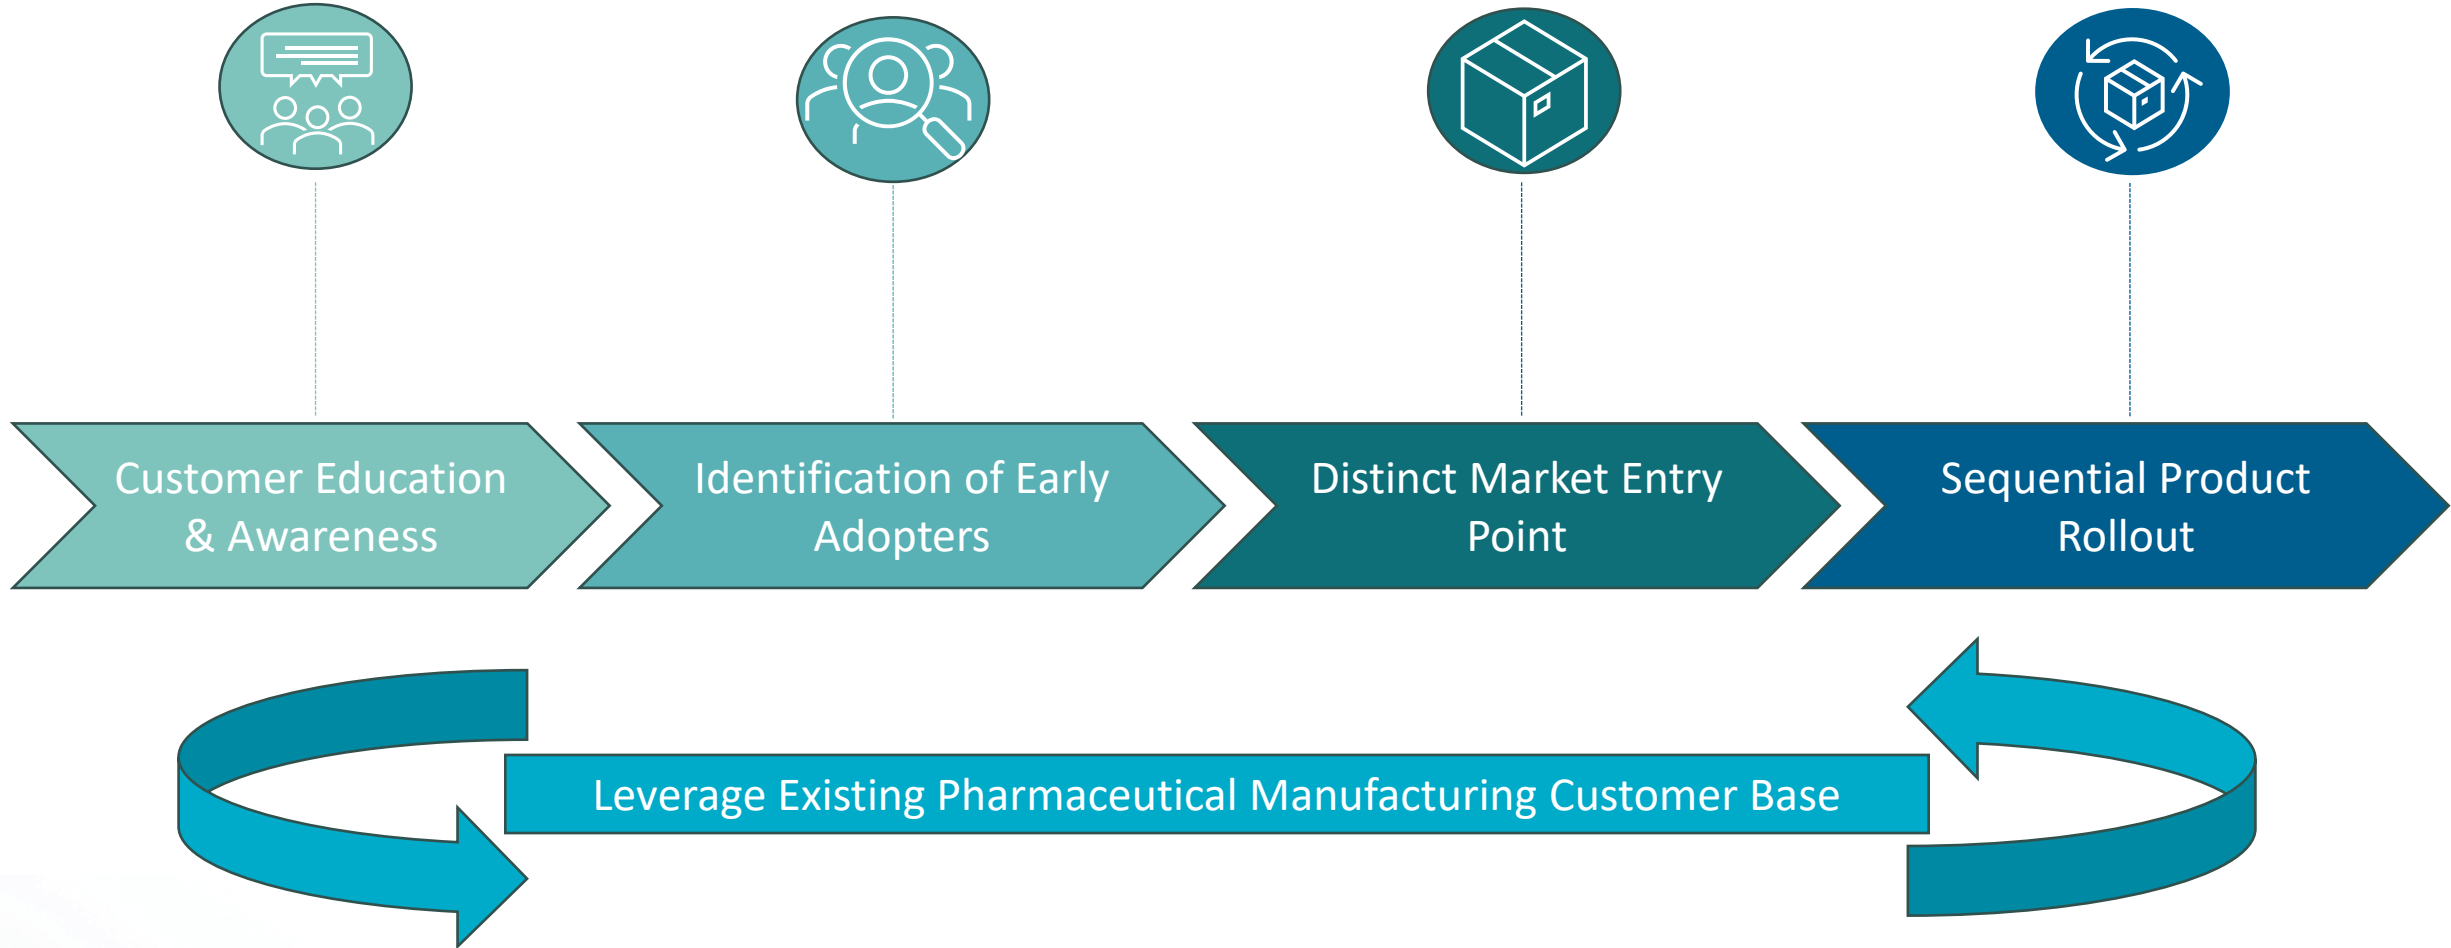 Customer Education
& Awareness
Identification of Early
Adopters
Distinct Market Entry
Point
Sequential Product
Rollout
Leverage Existing Pharmaceutical Manufacturing Customer Base